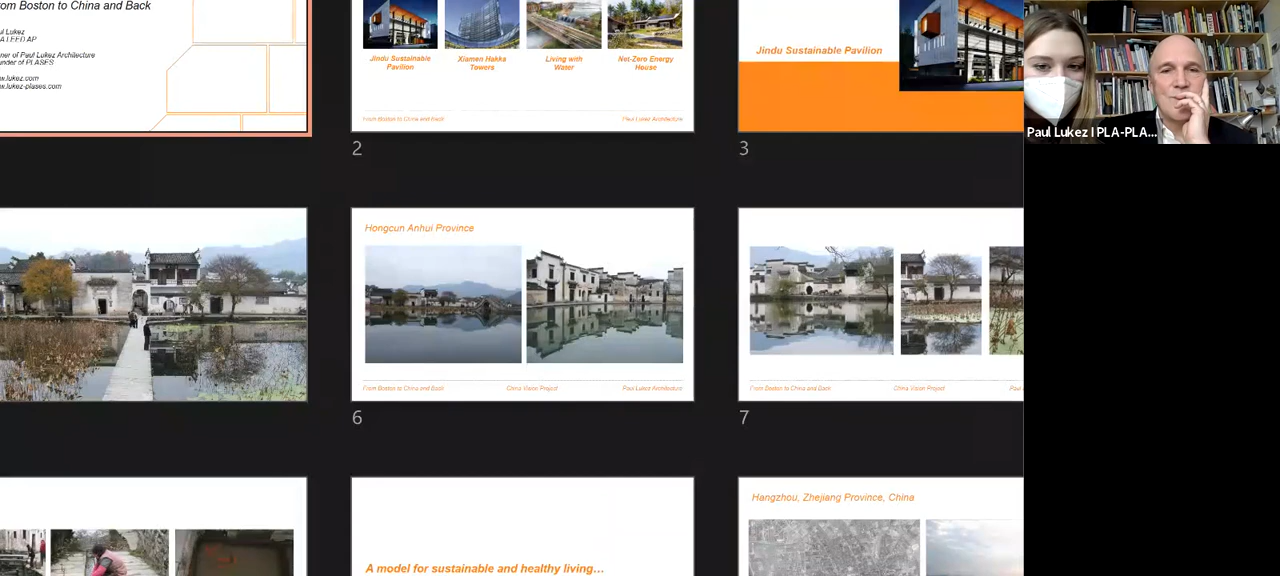 om Boston to China and Back
ul Lukez
A LEED AP
ner of Paul Lukez Architecture
under of PLASES
w.lukez.com
w.lukez-plases.com
Jindu Sustainable
Pavilion
Xiamen Hakka
Towers
Living with
Water
Net-Zero Energy
House
From Boston to China and Back
Paul Lukez Architecture
Jindu Sustainable Pavilion
Paul Lukez I PLA-PLA...
2
3
Hongcun Anhui Province
From Boston to China and Back
China Vision Project
Paul Lukez Architecture
From Boston to China and Back
China Vision Project
6
7
A model for sustainable and healthy living...
Hangzhou, Zhejiang Province, China